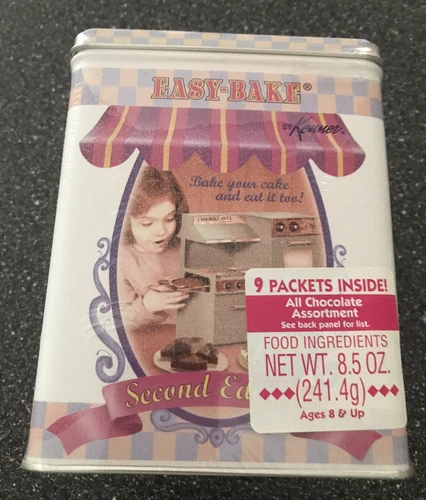 EASY-BAKE®
BY Kenner.
Bake your cake
and eat it too!
9 PACKETS INSIDE!
All Chocolate
Assortment
See back panel for list.
FOOD INGREDIENTS
NET WT. 8.5 OZ.
(241.4g)
Ages 8 & Up
Second Ed